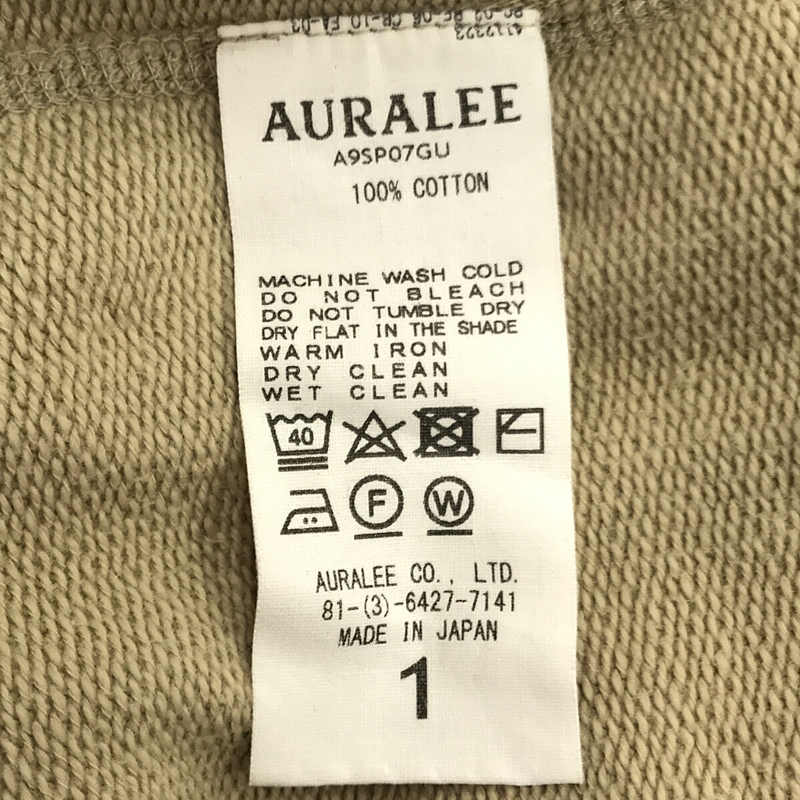 AURALEE
A9SP07GU
100% COTTON
MACHINE WASH COLD
DO NOT BLEACH
DO NOT TUMBLE DRY
DRY FLAT IN THE SHADE
WARM IRON
DRY CLEAN
WET CLEAN
40
F W
AURALEE CO., LTD.
81-(3)-6427-7141
MADE IN JAPAN
1